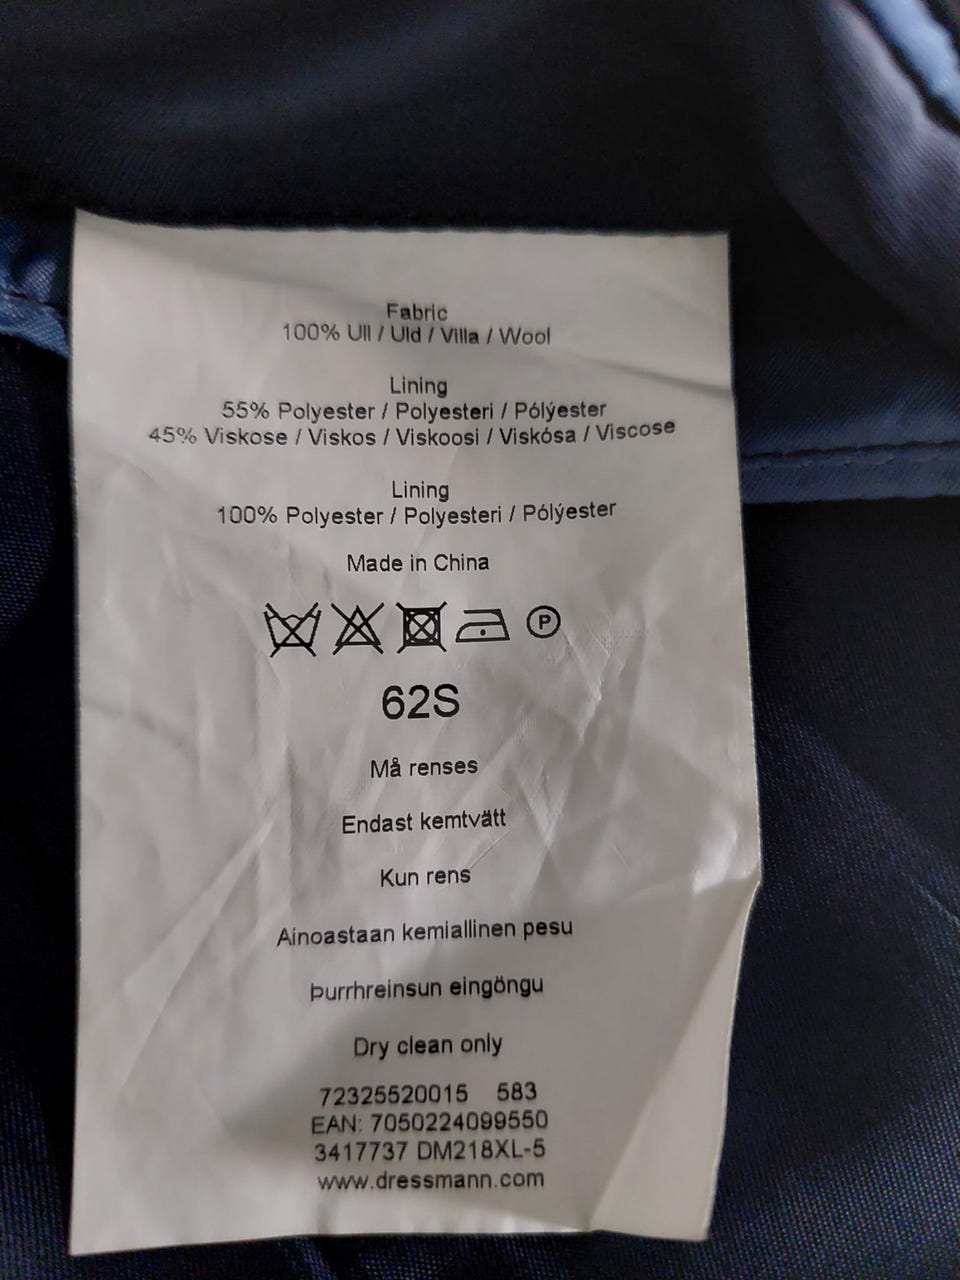 Fabric
100% Ull / Uld / Villa / Wool
Lining
55% Polyester / Polyesteri / Pólýester
45% Viskose / Viskos / Viskoosi / Viskósa / Viscose
Lining
100% Polyester / Polyesteri / Pólýester
Made in China
P
62S
Må renses
Endast kemtvätt
Kun rens
Ainoastaan kemiallinen pesu
Þurrhreinsun eingöngu
Dry clean only
72325520015 583
EAN: 7050224099550
3417737 DM218XL-5
www.dressmann.com